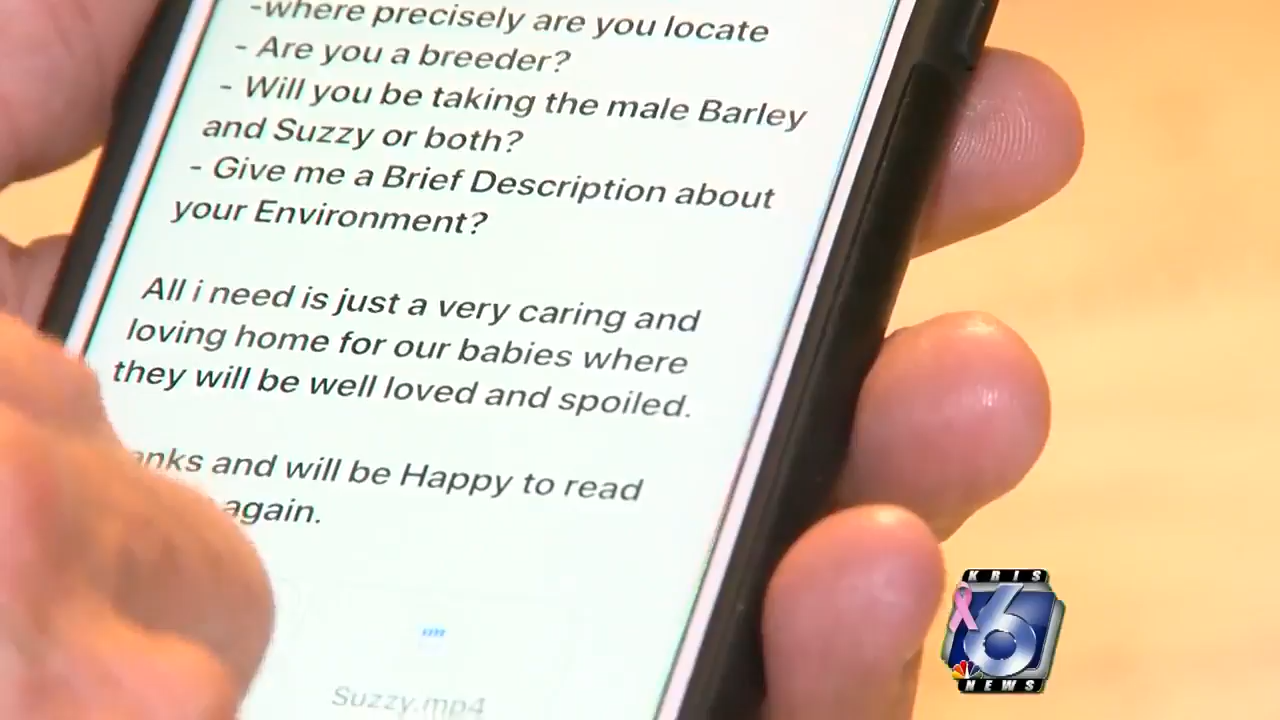 -where precisely are you locate
- Are you a breeder?
- Will you be taking the male Barley
and Suzzy or both?
- Give me a Brief Description about
your Environment?
All i need is just a very caring and
loving home for our babies where
they will be well loved and spoiled.
anks and will be Happy to read
again.
Suzzy.mp4
KRIS
6
NEWS